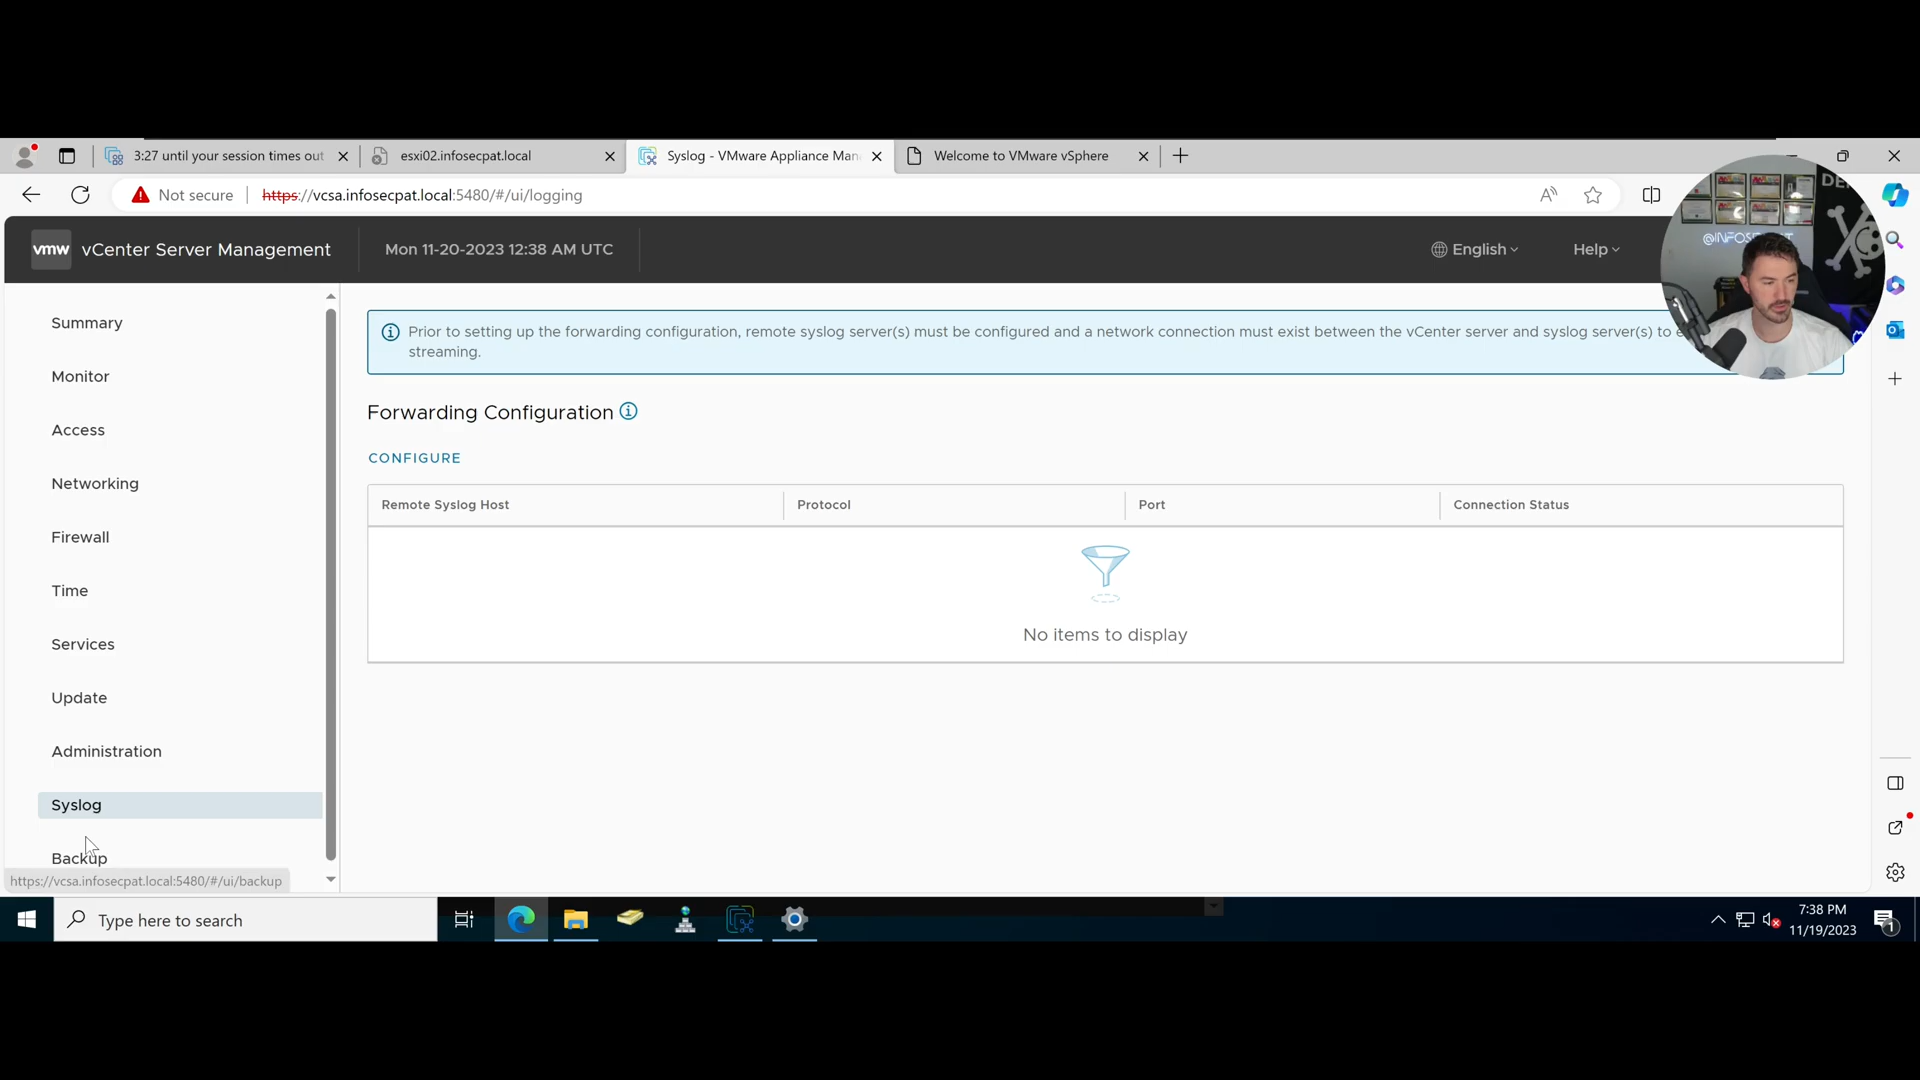 3:27 until your session times out
esxi02.infosecpat.local
Syslog - VMware Appliance Man
Welcome to VMware vSphere
Not secure
https://vcsa.infosecpat.local:5480/#/ui/logging
vmw
vCenter Server Management
Mon 11-20-2023 12:38 AM UTC
English
Help
Summary
Monitor
Access
Networking
Firewall
Time
Services
Update
Administration
Syslog
Backup
https://vcsa.infosecpat.local:5480/#/ui/backup
Prior to setting up the forwarding configuration, remote syslog server(s) must be configured and a network connection must exist between the vCenter server and syslog server(s) to
streaming.
Forwarding Configuration
CONFIGURE
Remote Syslog Host
Protocol
Port
Connection Status
No items to display
Type here to search
7:38 PM
11/19/2023
1